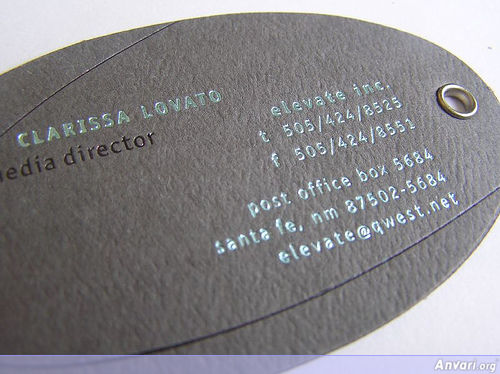 CLARISSA LOVATO
media director
elevate inc.
t 505/424/8525
f 505/424/8551
post office box 5684
santa fe, nm 87502-5684
elevate@qwest.net
Anvari.org